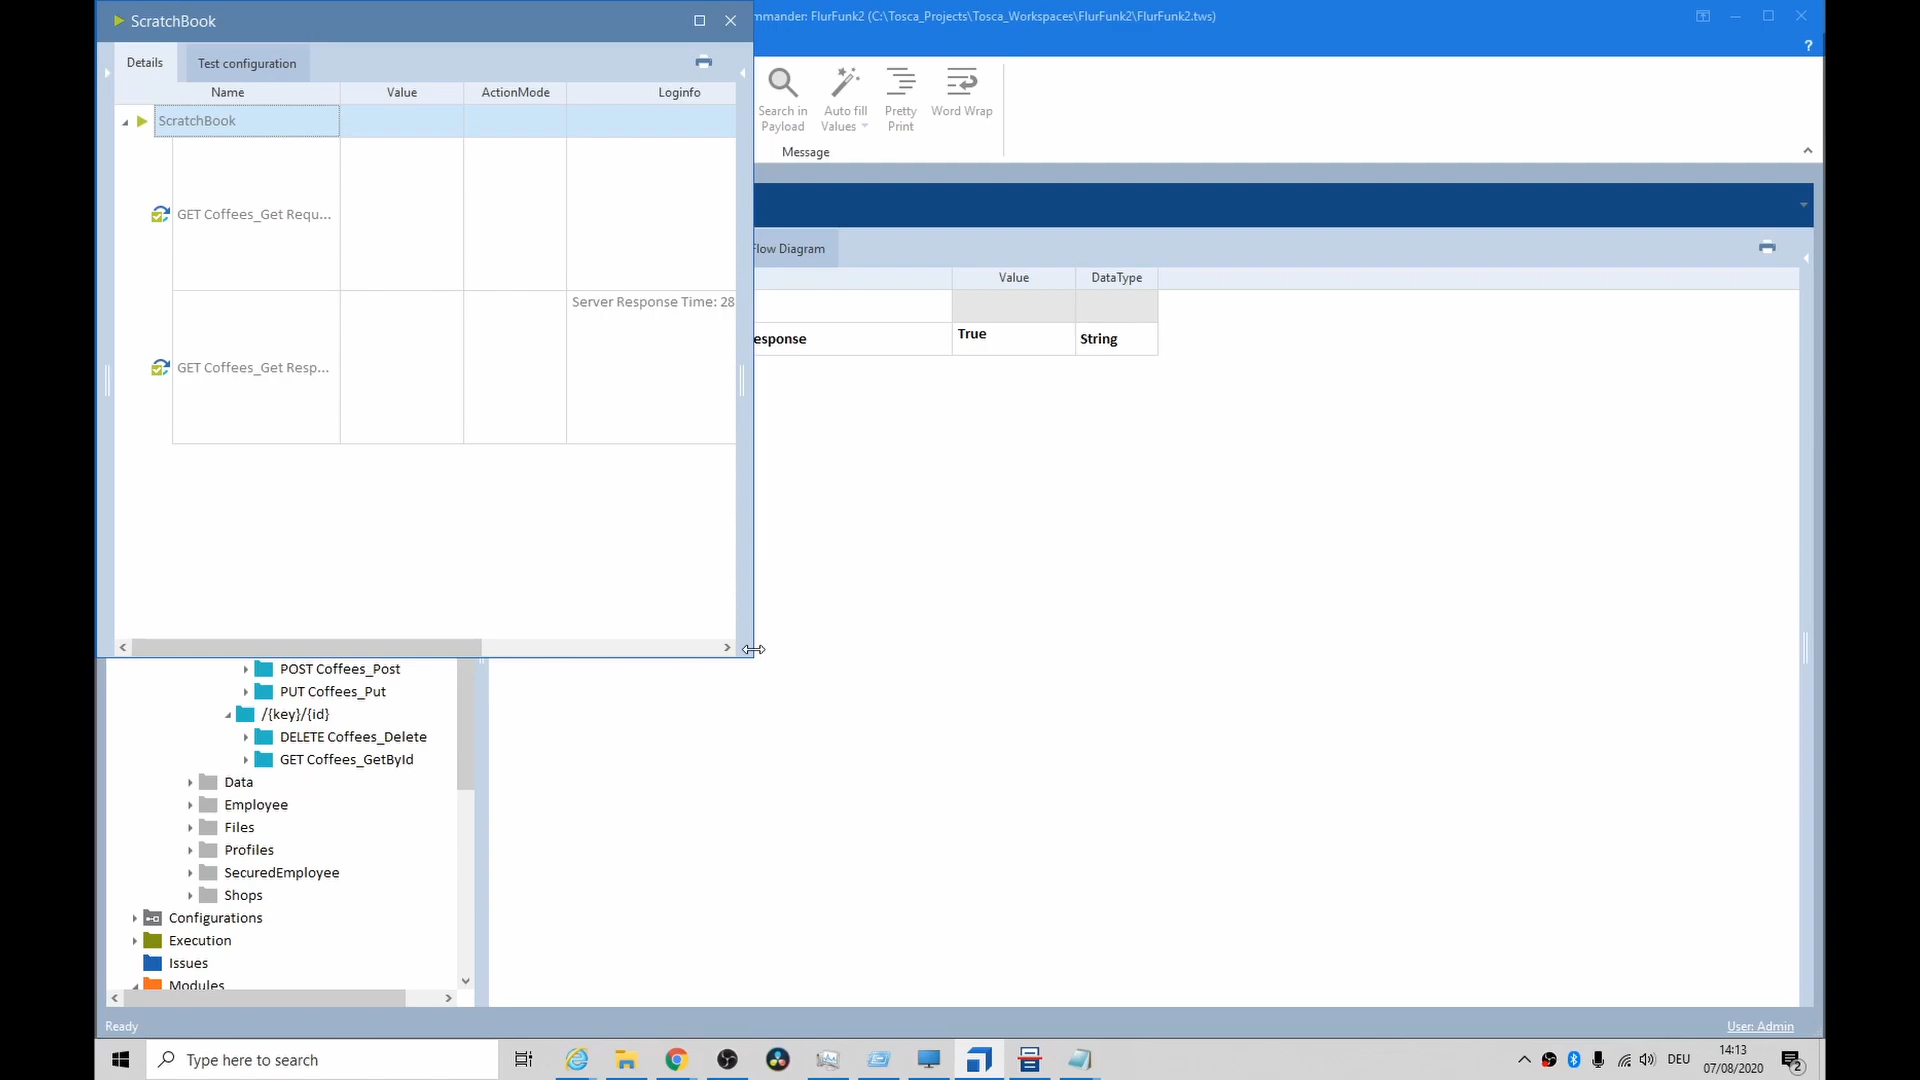 ScratchBook
ommander: FlurFunk2 (C:\Tosca_Projects\Tosca_Workspaces\FlurFunk2\FlurFunk2.tws)
?
Details
Test configuration
Name
Value
ActionMode
Loginfo
ScratchBook
GET Coffees_Get Requ...
Server Response Time: 28
GET Coffees_Get Resp...
Search in
Payload
Auto fill
Values
Pretty
Print
Word Wrap
Message
Flow Diagram
Value
DataType
esponse
True
String
POST Coffees_Post
PUT Coffees_Put
/{key}/{id}
DELETE Coffees_Delete
GET Coffees_GetById
Data
Employee
Files
Profiles
SecuredEmployee
Shops
Configurations
Execution
Issues
Modules
Ready
User: Admin
Type here to search
DEU
14:13
07/08/2020
2